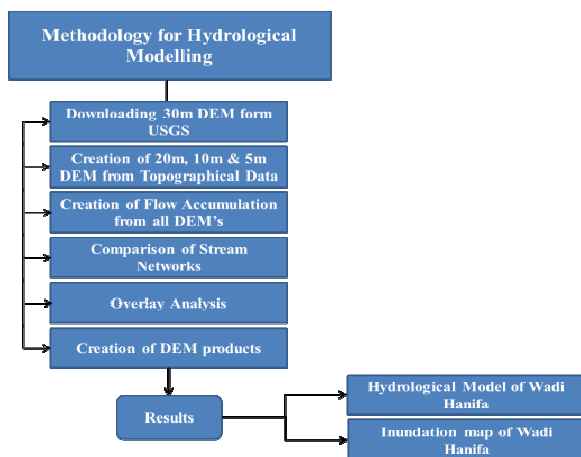 Methodology for Hydrological
Modelling
Downloading 30m DEM form
USGS
Creation of 20m, 10m & 5m
DEM from Topographical Data
Creation of Flow Accumulation
from all DEM's
Comparison of Stream
Networks
Overlay Analysis
Creation of DEM products
Results
Hydrological Model of Wadi
Hanifa
Inundation map of Wadi
Hanifa